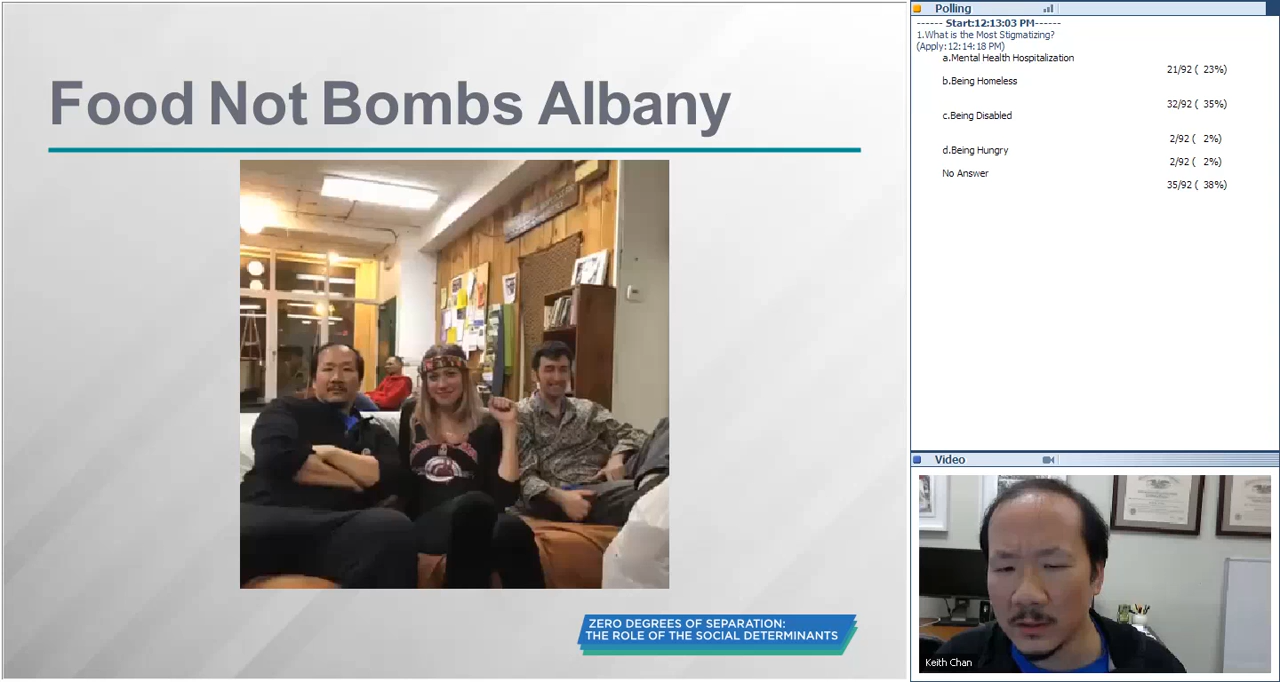 Food Not Bombs Albany
ZERO DEGREES OF SEPARATION:
THE ROLE OF THE SOCIAL DETERMINANTS
Polling
------ Start:12:13:03 PM------
1.What is the Most Stigmatizing?
(Apply:12:14:18 PM)
a.Mental Health Hospitalization
21/92 ( 23%)
b.Being Homeless
32/92 ( 35%)
c.Being Disabled
2/92 ( 2%)
d.Being Hungry
2/92 ( 2%)
No Answer
35/92 ( 38%)
Video
Keith Chan